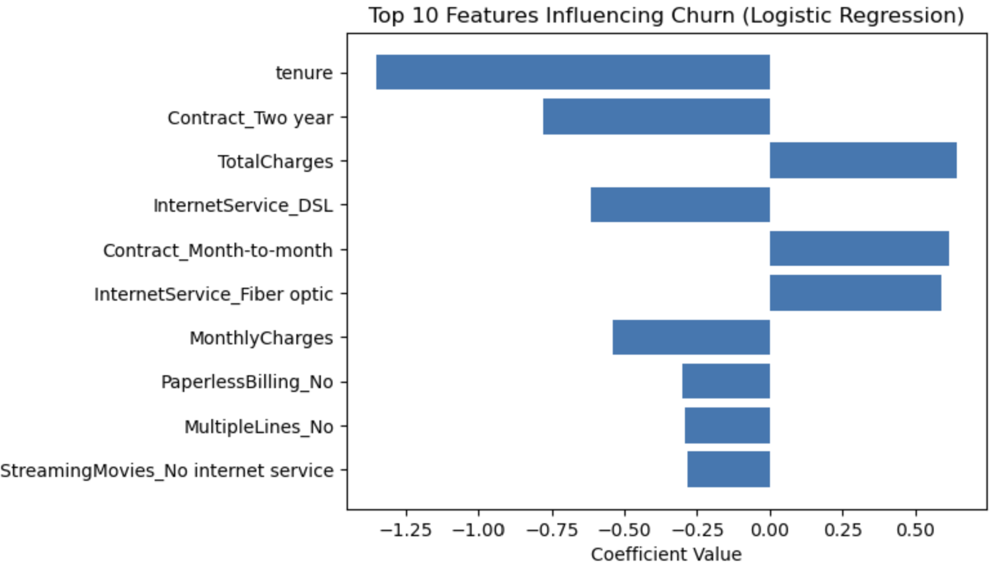 Top 10 Features Influencing Churn (Logistic Regression)
tenure
Contract_Two year
TotalCharges
InternetService_DSL
Contract_Month-to-month
InternetService_Fiber optic
MonthlyCharges
PaperlessBilling_No
MultipleLines_No
StreamingMovies_No internet service
−1.25 −1.00 −0.75 −0.50 −0.25 0.00 0.25 0.50
Coefficient Value